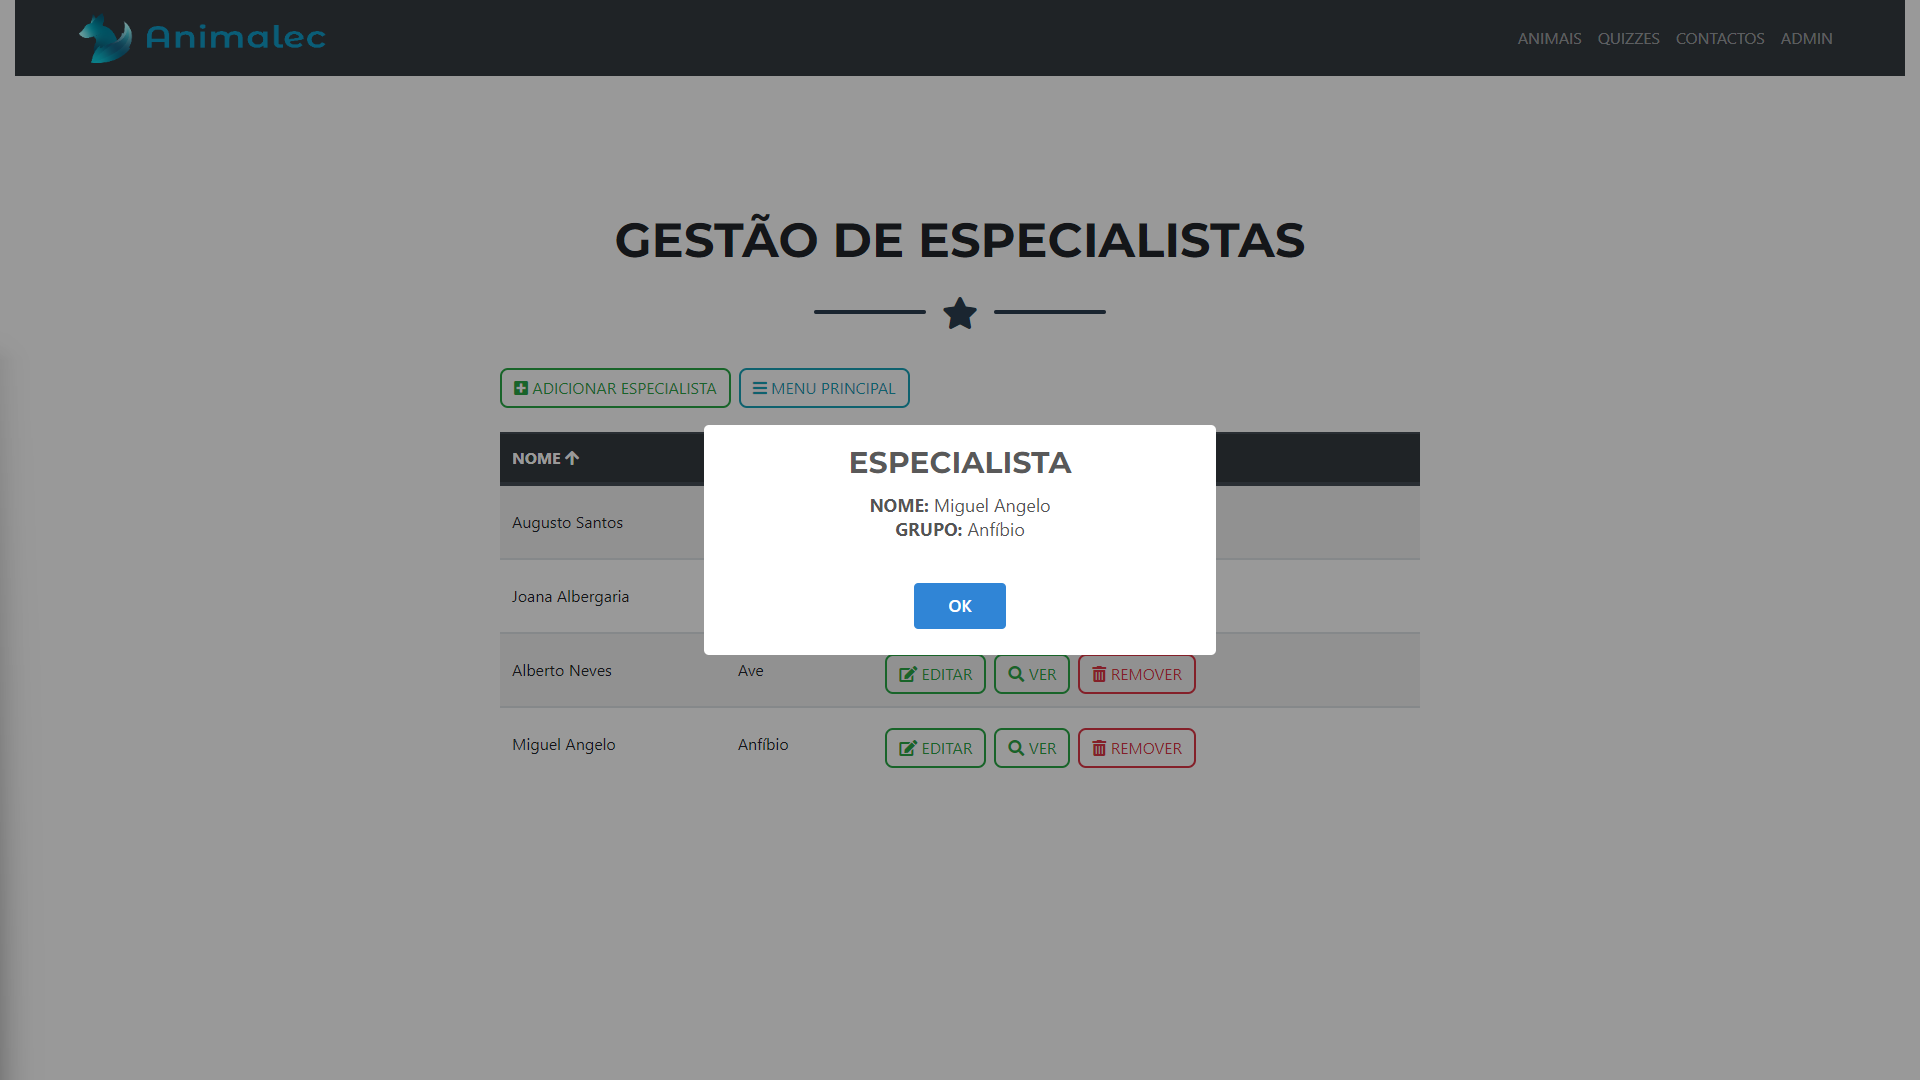 Animalec
ANIMAIS QUIZZES CONTACTOS ADMIN
GESTÃO DE ESPECIALISTAS
ADICIONAR ESPECIALISTA MENU PRINCIPAL
NOME
ESPECIALISTA
NOME: Miguel Angelo
GRUPO: Anfíbio
OK
Augusto Santos
Joana Albergaria
Alberto Neves Ave EDITAR VER REMOVER
Miguel Angelo Anfíbio EDITAR VER REMOVER